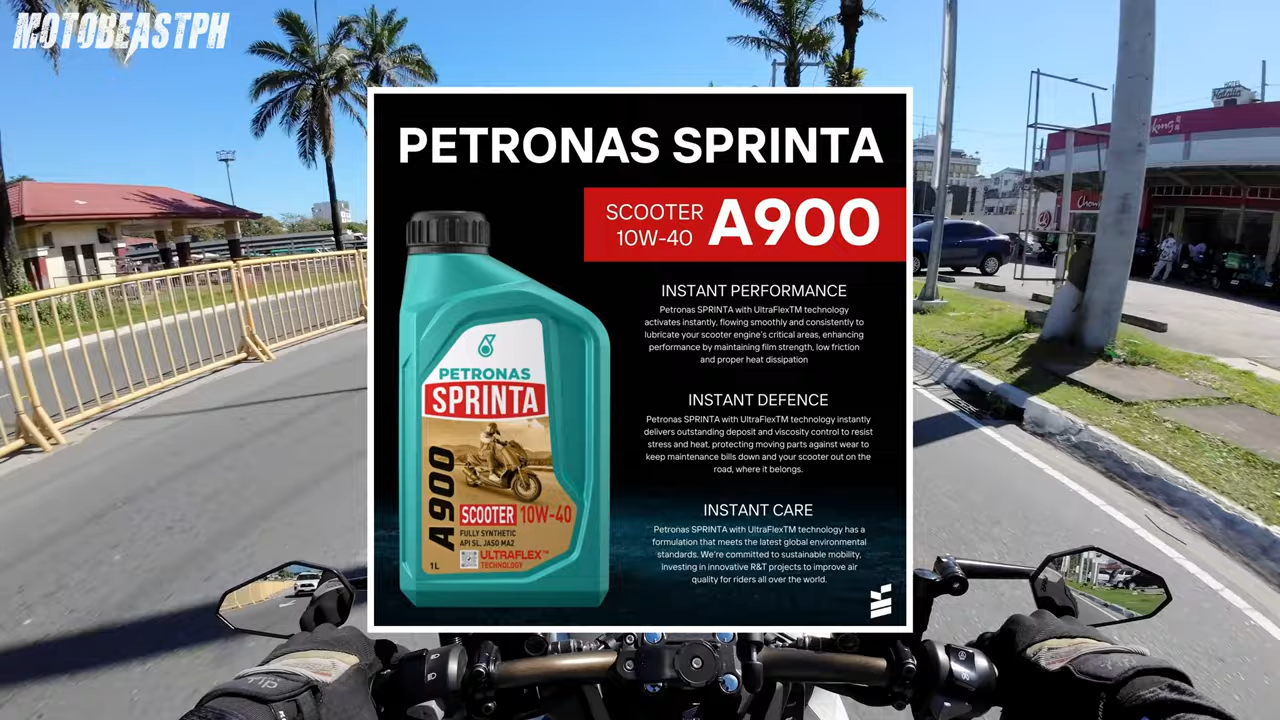 MOTOBEASTPH
PETRONAS SPRINTA
SCOOTER
10W-40
A900
INSTANT PERFORMANCE
Petronas SPRINTA with UltraFlexTM technology
activates instantly, flowing smoothly and consistently to
lubricate your scooter engine's critical areas, enhancing
performance by maintaining film strength, low friction
and proper heat dissipation
INSTANT DEFENCE
Petronas SPRINTA with UltraFlexTM technology instantly
delivers outstanding deposit and viscosity control to resist
stress and heat, protecting moving parts against wear to
keep maintenance bills down and your scooter out on the
road, where it belongs.
INSTANT CARE
Petronas SPRINTA with UltraFlexTM technology has a
formulation that meets the latest global environmental
standards. We're committed to sustainable mobility,
investing in innovative R&T projects to improve air
quality for riders all over the world.
PETRONAS
SPRINTA
A900
SCOOTER 10W-40
FULLY SYNTHETIC
API SL, JASO MA2
ULTRAFLEX™
TECHNOLOGY
1L
HOTEL
king
Chow